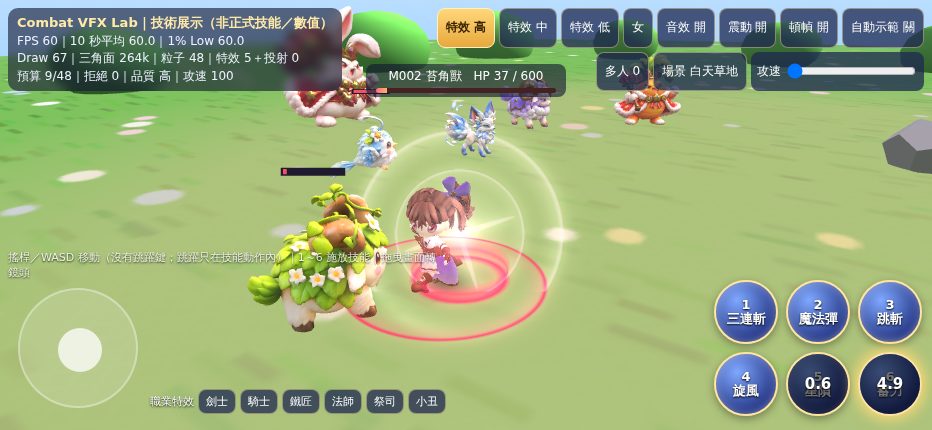 Combat VFX Lab｜技術展示（非正式技能／數值）
FPS 60｜10 秒平均 60.0｜1% Low 60.0
Draw 67｜三角面 264k｜粒子 48｜特效 5＋投射 0
預算 9/48｜拒絕 0｜品質 高｜攻速 100
特效 高
特效 中
特效 低
女
音效 開
震動 開
頓幀 開
自動示範 關
多人 0
場景 白天草地
攻速
M002 苔角獸 HP 37 / 600
搖桿／WASD 移動（沒有跳躍鍵；跳躍只在技能動作內）｜1～6 施放技能｜拖曳畫面轉
鏡頭
1
三連斬
2
魔法彈
3
跳斬
4
旋風
0.6
4.9
職業特效
劍士
騎士
鐵匠
法師
祭司
小丑